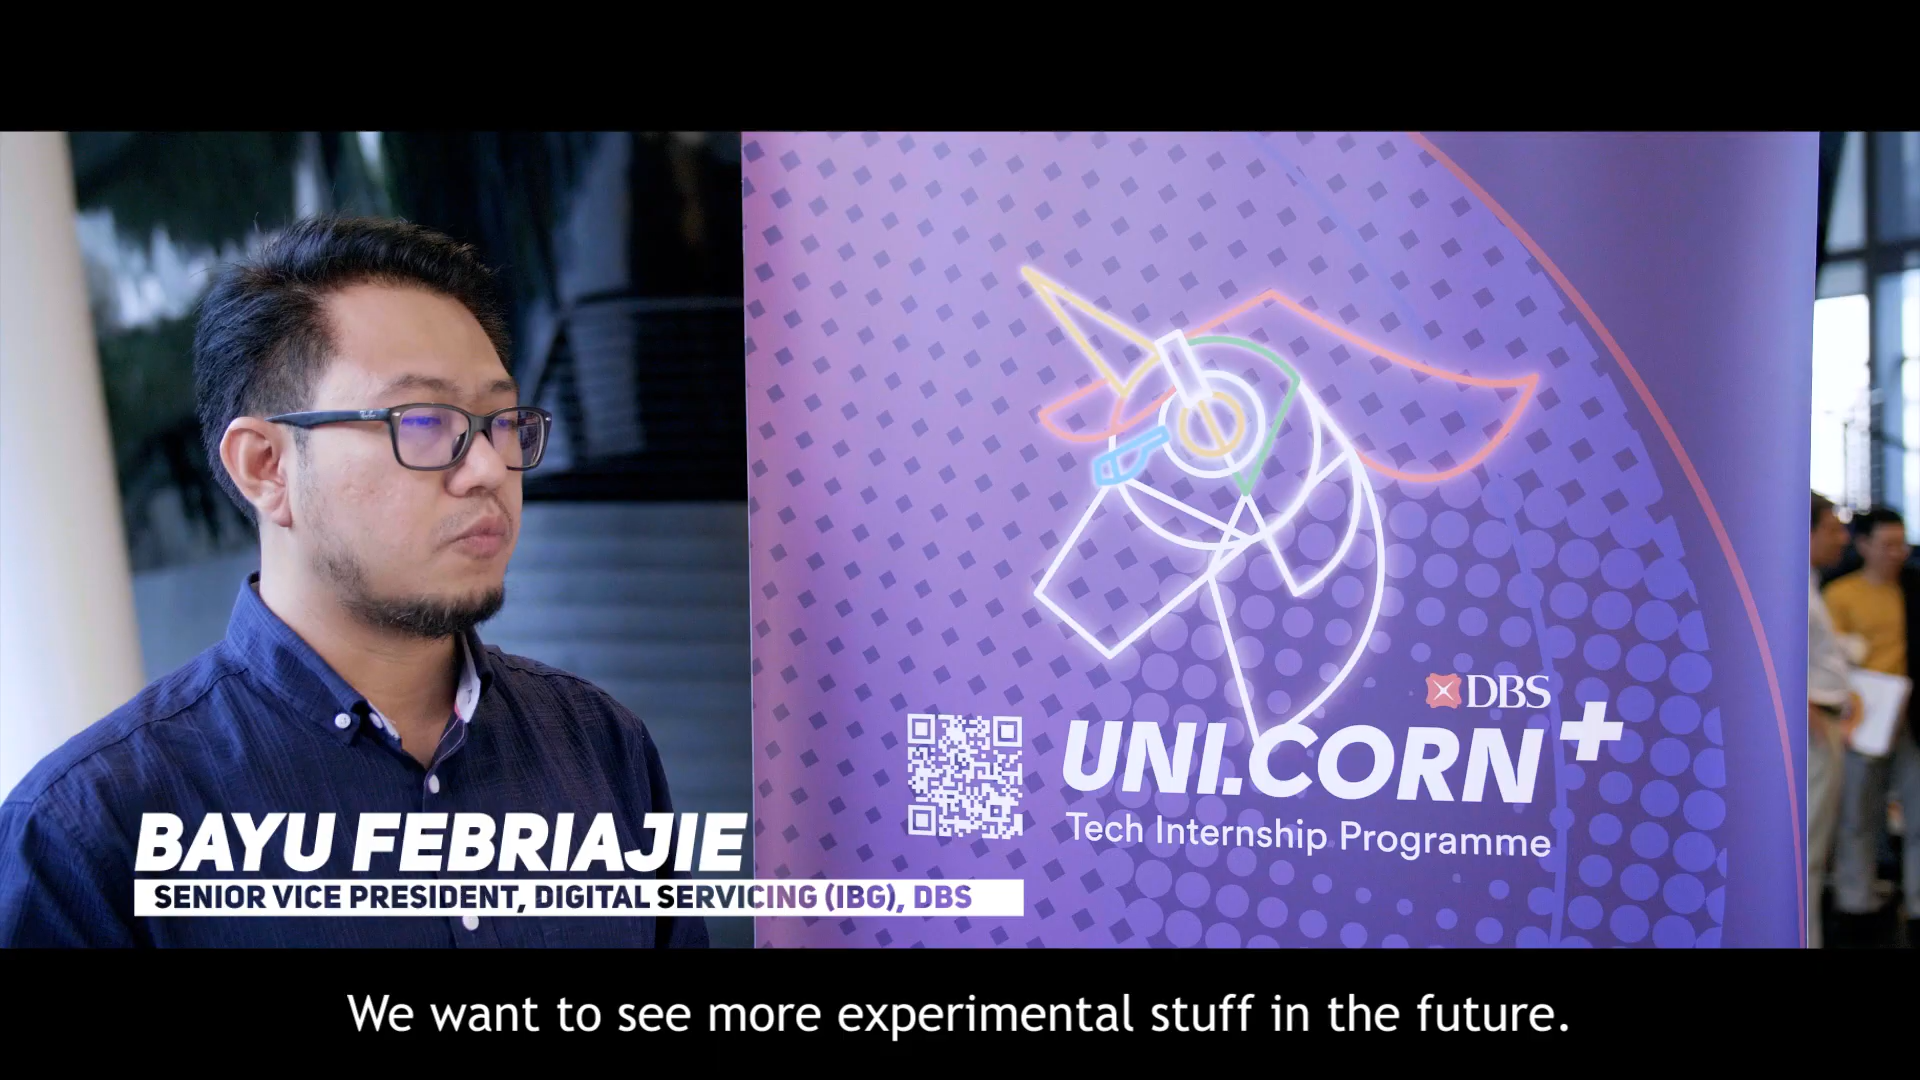 DBS
UNI.CORN+
Tech Internship Programme
BAYU FEBRIAJIE
SENIOR VICE PRESIDENT, DIGITAL SERVICING (IBG), DBS
We want to see more experimental stuff in the future.